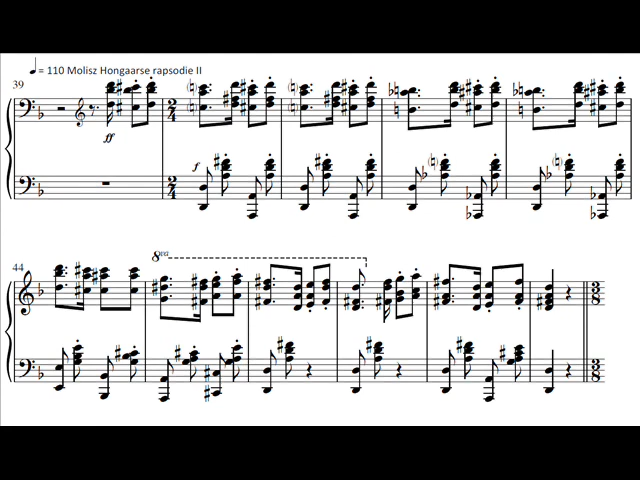 = 110 Molisz Hongaarse rapsodie II
39
ff
f
44
8va